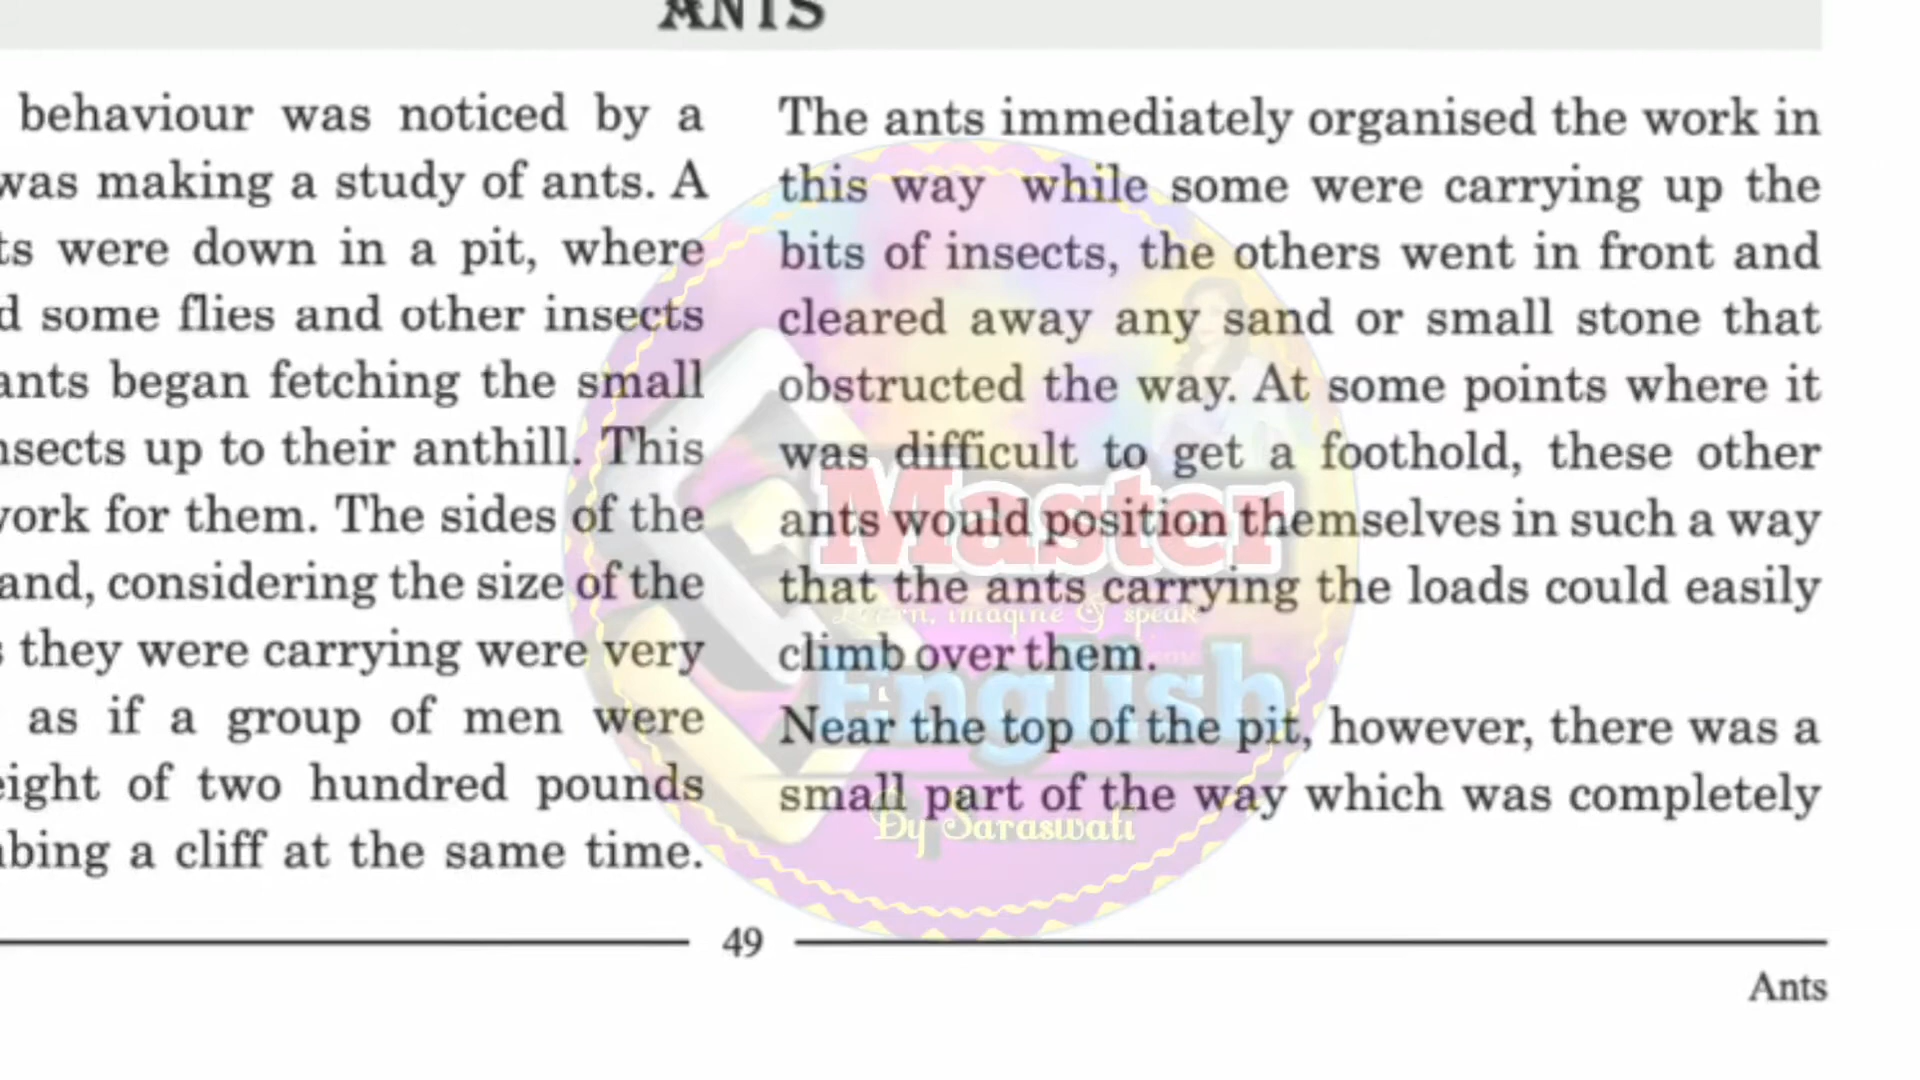 ANTS
behaviour was noticed by a
was making a study of ants. A
were down in a pit, where
some flies and other insects
ants began fetching the small
up to their anthill. This
for them. The sides of the
and, considering the size of the
they were carrying were very
as if a group of men were
of two hundred pounds
a cliff at the same time.
The ants immediately organised the work in
this way while some were carrying up the
bits of insects, the others went in front and
cleared away any sand or small stone that
obstructed the way. At some points where it
was difficult to get a foothold, these other
ants would position themselves in such a way
that the ants carrying the loads could easily
climb over them.
Near the top of the pit, however, there was a
small part of the way which was completely
Master
Learn, imagine & speak
English
By Saraswati
49
Ants